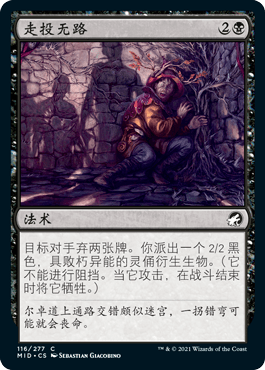 走投无路 2
法术
目标对手弃两张牌。你派出一个 2/2 黑
色，具败朽异能的灵俑衍生生物。（它
不能进行阻挡。当它攻击，在战斗结束
时将它牺牲。）
尔卓道上通路交错颇似迷宫，一拐错弯可
能就会丧命。
116/277 C
MID • CS SEBASTIAN GIACOBINO
™ & © 2021 Wizards of the Coast